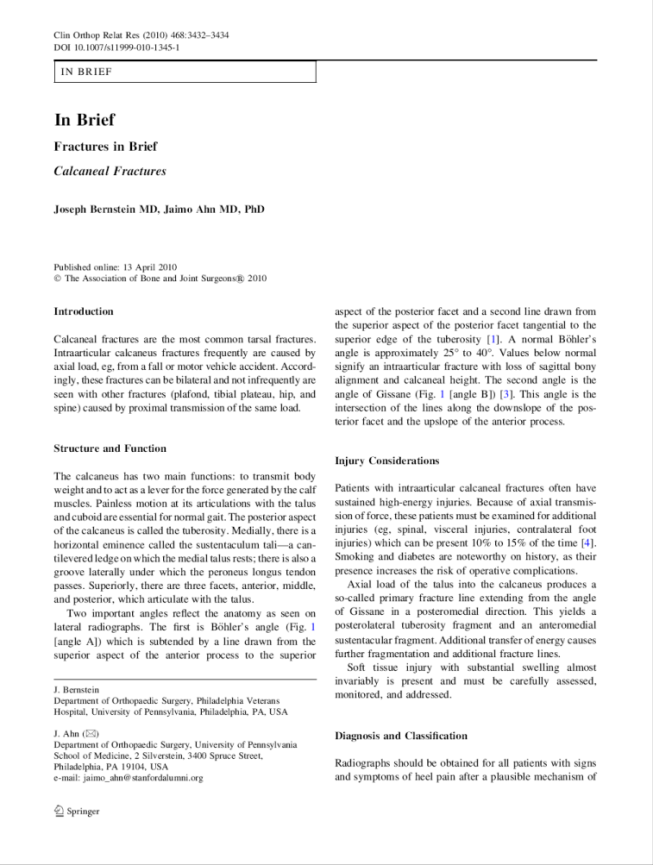 Clin Orthop Relat Res (2010) 468:3432–3434
DOI 10.1007/s11999-010-1345-1
IN BRIEF
In Brief
Fractures in Brief
Calcaneal Fractures
Joseph Bernstein MD, Jaimo Ahn MD, PhD
Published online: 13 April 2010
© The Association of Bone and Joint Surgeons® 2010
Introduction
Calcaneal fractures are the most common tarsal fractures.
Intraarticular calcaneus fractures frequently are caused by
axial load, eg, from a fall or motor vehicle accident. Accord-
ingly, these fractures can be bilateral and not infrequently are
seen with other fractures (plafond, tibial plateau, hip, and
spine) caused by proximal transmission of the same load.
Structure and Function
The calcaneus has two main functions: to transmit body
weight and to act as a lever for the force generated by the calf
muscles. Painless motion at its articulations with the talus
and cuboid are essential for normal gait. The posterior aspect
of the calcaneus is called the tuberosity. Medially, there is a
horizontal eminence called the sustentaculum tali—a can-
tilevered ledge on which the medial talus rests; there is also a
groove laterally under which the peroneus longus tendon
passes. Superiorly, there are three facets, anterior, middle,
and posterior, which articulate with the talus.
Two important angles reflect the anatomy as seen on
lateral radiographs. The first is Böhler's angle (Fig. 1
[angle A]) which is subtended by a line drawn from the
superior aspect of the anterior process to the superior
J. Bernstein
Department of Orthopaedic Surgery, Philadelphia Veterans
Hospital, University of Pennsylvania, Philadelphia, PA, USA
J. Ahn (✉)
Department of Orthopaedic Surgery, University of Pennsylvania
School of Medicine, 2 Silverstein, 3400 Spruce Street,
Philadelphia, PA 19104, USA
e-mail: jaimo_ahn@stanfordalumni.org
aspect of the posterior facet and a second line drawn from
the superior aspect of the posterior facet tangential to the
superior edge of the tuberosity [1]. A normal Böhler's
angle is approximately 25° to 40°. Values below normal
signify an intraarticular fracture with loss of sagittal bony
alignment and calcaneal height. The second angle is the
angle of Gissane (Fig. 1 [angle B]) [3]. This angle is the
intersection of the lines along the downslope of the pos-
terior facet and the upslope of the anterior process.
Injury Considerations
Patients with intraarticular calcaneal fractures often have
sustained high-energy injuries. Because of axial transmis-
sion of force, these patients must be examined for additional
injuries (eg, spinal, visceral injuries, contralateral foot
injuries) which can be present 10% to 15% of the time [4].
Smoking and diabetes are noteworthy on history, as their
presence increases the risk of operative complications.
Axial load of the talus into the calcaneus produces a
so-called primary fracture line extending from the angle
of Gissane in a posteromedial direction. This yields a
posterolateral tuberosity fragment and an anteromedial
sustentacular fragment. Additional transfer of energy causes
further fragmentation and additional fracture lines.
Soft tissue injury with substantial swelling almost
invariably is present and must be carefully assessed,
monitored, and addressed.
Diagnosis and Classification
Radiographs should be obtained for all patients with signs
and symptoms of heel pain after a plausible mechanism of
Springer